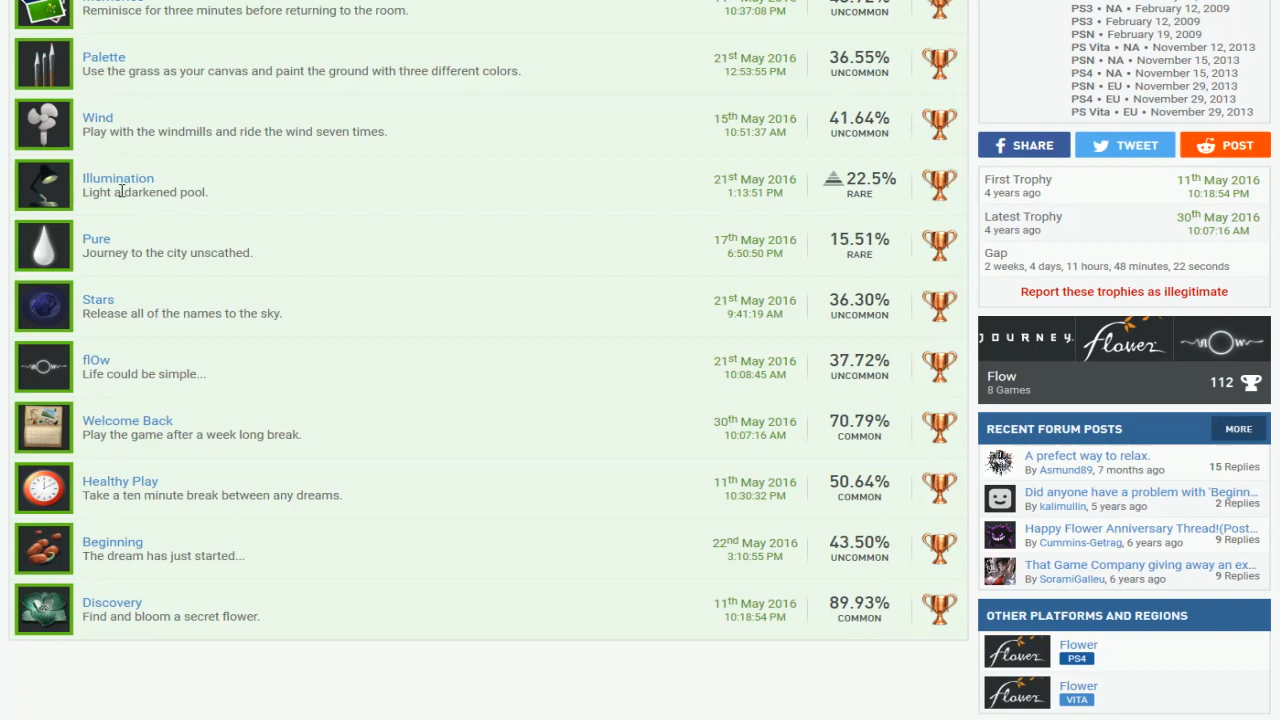 Reminisce for three minutes before returning to the room.
10:37:08 PM
UNCOMMON
Palette
Use the grass as your canvas and paint the ground with three different colors.
21st May 2016
12:53:55 PM
36.55%
UNCOMMON
Wind
Play with the windmills and ride the wind seven times.
15th May 2016
10:51:37 AM
41.64%
UNCOMMON
Illumination
Light a darkened pool.
21st May 2016
1:13:51 PM
22.5%
RARE
Pure
Journey to the city unscathed.
17th May 2016
6:50:50 PM
15.51%
RARE
Stars
Release all of the names to the sky.
21st May 2016
9:41:19 AM
36.30%
UNCOMMON
flOw
Life could be simple...
21st May 2016
10:08:45 AM
37.72%
UNCOMMON
Welcome Back
Play the game after a week long break.
30th May 2016
10:07:16 AM
70.79%
COMMON
Healthy Play
Take a ten minute break between any dreams.
11th May 2016
10:30:32 PM
50.64%
COMMON
Beginning
The dream has just started...
22nd May 2016
3:10:55 PM
43.50%
UNCOMMON
Discovery
Find and bloom a secret flower.
11th May 2016
10:18:54 PM
89.93%
COMMON
PS3 • NA • February 12, 2009
PS3 • February 12, 2009
PSN • February 19, 2009
PS Vita • NA • November 12, 2013
PSN • NA • November 15, 2013
PS4 • NA • November 15, 2013
PSN • EU • November 29, 2013
PS4 • EU • November 29, 2013
PS Vita • EU • November 29, 2013
SHARE
TWEET
POST
First Trophy
4 years ago
11th May 2016
10:18:54 PM
Latest Trophy
4 years ago
30th May 2016
10:07:16 AM
Gap
2 weeks, 4 days, 11 hours, 48 minutes, 22 seconds
Report these trophies as illegitimate
JOURNEY.
flower
flOw
Flow
8 Games
112
RECENT FORUM POSTS
MORE
A prefect way to relax.
By Asmund89, 7 months ago
15 Replies
Did anyone have a problem with 'Beginn...
By kalimullin, 5 years ago
2 Replies
Happy Flower Anniversary Thread!(Post...
By Cummins-Getrag, 6 years ago
9 Replies
That Game Company giving away an ex...
By SoramiGalleu, 6 years ago
9 Replies
OTHER PLATFORMS AND REGIONS
flower
Flower
PS4
flower
Flower
VITA